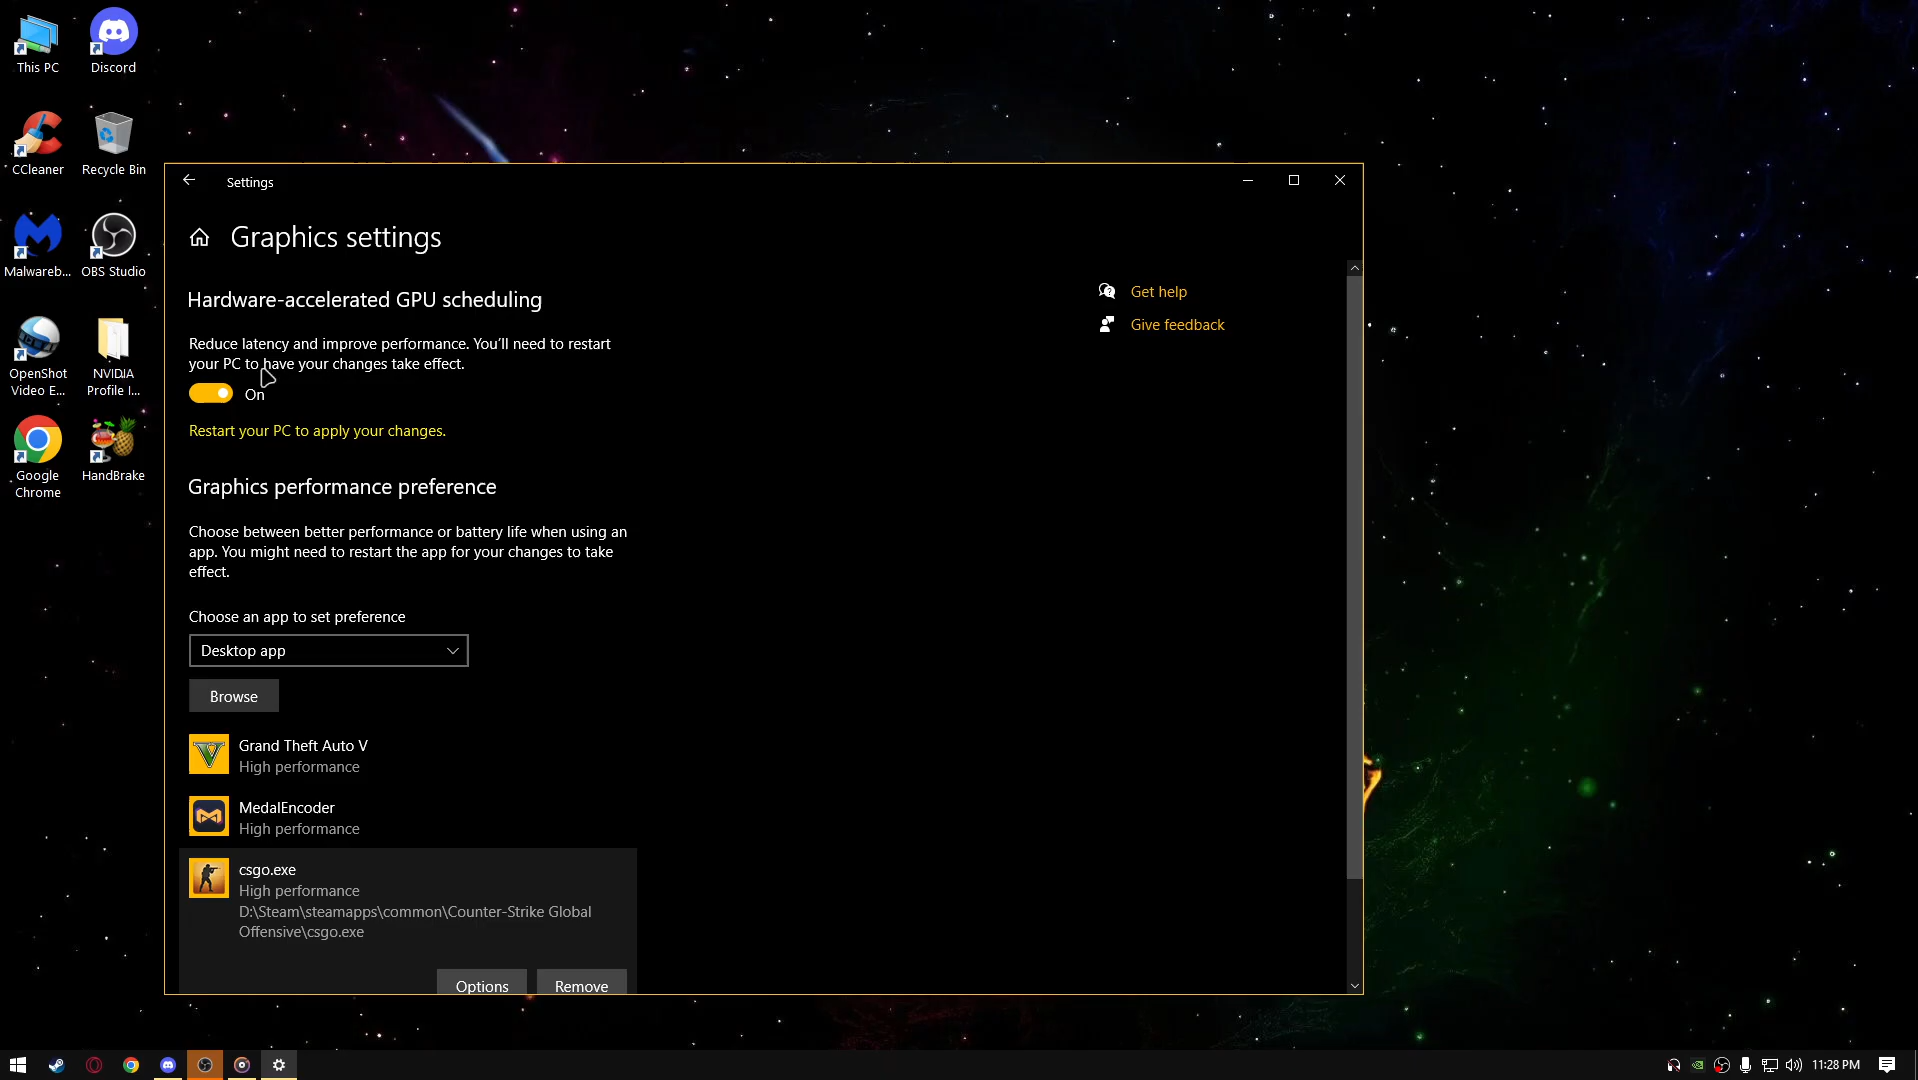 This PC
Discord
CCleaner
Recycle Bin
Malwareb...
OBS Studio
OpenShot
Video E...
NVIDIA
Profile I...
Google
Chrome
HandBrake
Settings
Graphics settings
Hardware-accelerated GPU scheduling
Reduce latency and improve performance. You'll need to restart
your PC to have your changes take effect.
On
Restart your PC to apply your changes.
Graphics performance preference
Choose between better performance or battery life when using an
app. You might need to restart the app for your changes to take
effect.
Choose an app to set preference
Desktop app
Browse
Grand Theft Auto V
High performance
MedalEncoder
High performance
csgo.exe
High performance
D:\Steam\steamapps\common\Counter-Strike Global
Offensive\csgo.exe
Options
Remove
Get help
Give feedback
11:28 PM